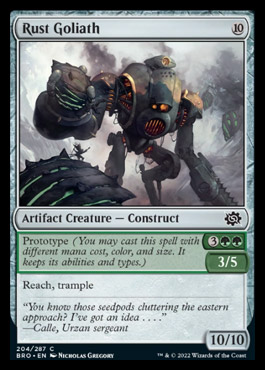 Rust Goliath 10
Artifact Creature — Construct
Prototype (You may cast this spell with 3
different mana cost, color, and size. It 3/5
keeps its abilities and types.)
Reach, trample
"You know those seedpods cluttering the
eastern approach? I've got an idea . . . ."
—Calle, Urzan sergeant
10/10
204/287 C
BRO • EN Nicholas Gregory ™ & © 2022 Wizards of the Coast